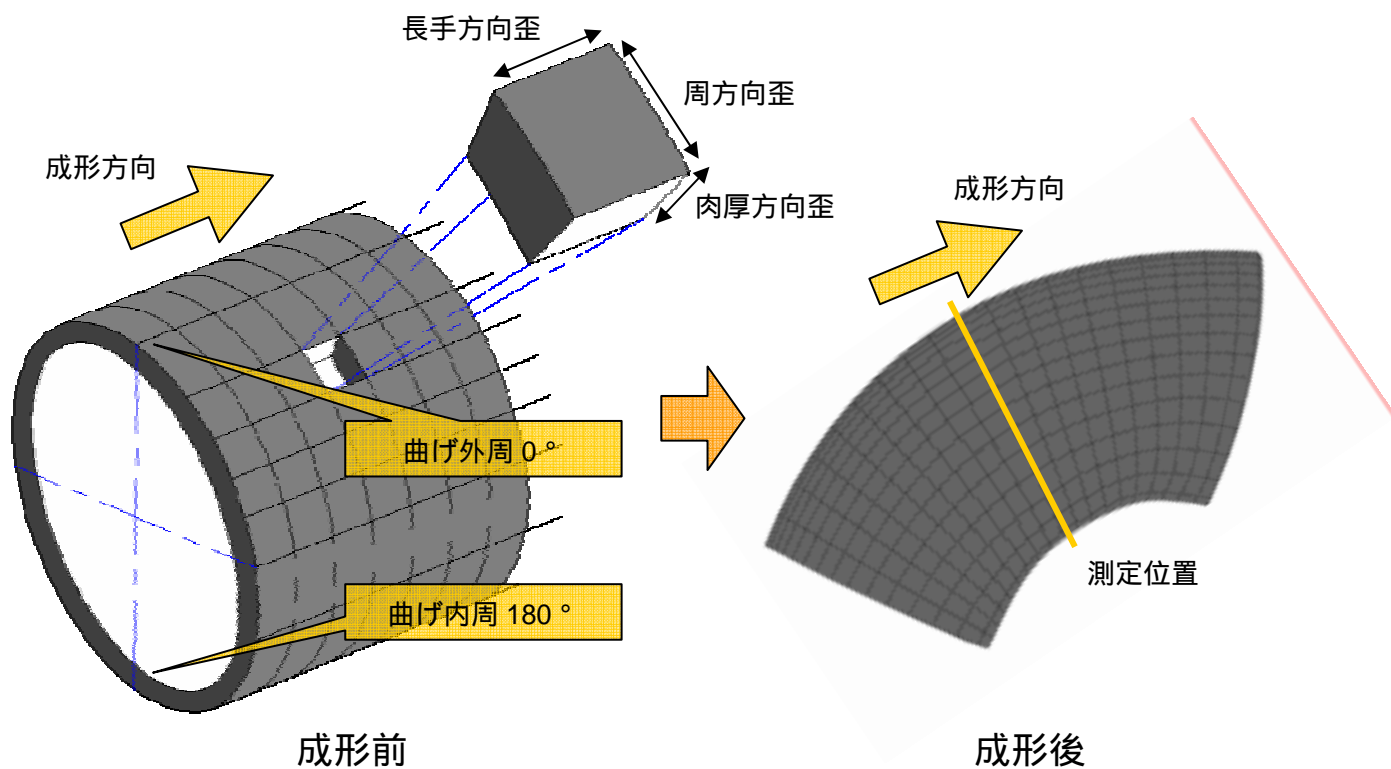 長手方向歪
周方向歪
肉厚方向歪
成形方向
曲げ外周 0 °
曲げ内周 180 °
成形前
成形方向
測定位置
成形後